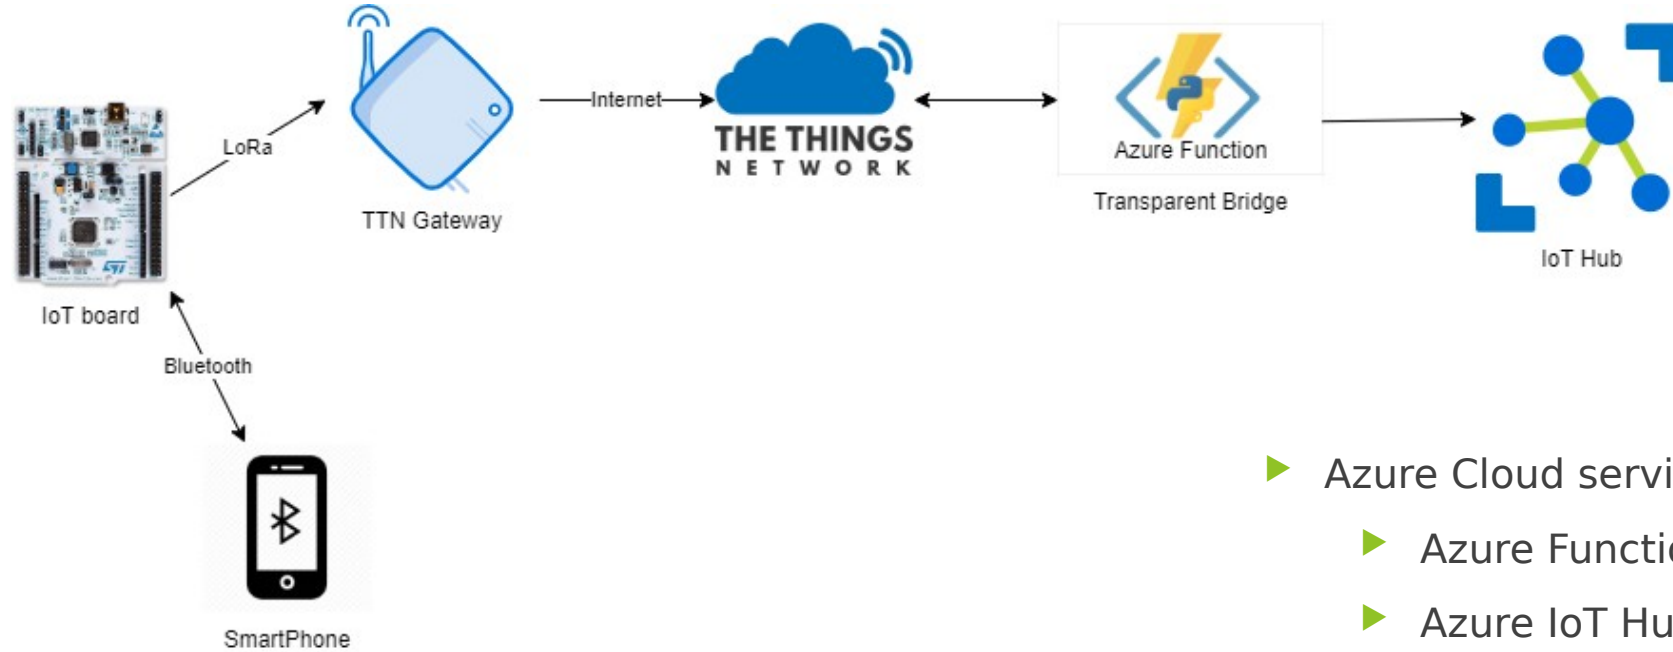 LoRa
Internet
THE THINGS
NETWORK
Azure Function
TTN Gateway
Transparent Bridge
IoT Hub
IoT board
Bluetooth
SmartPhone
Azure Cloud servi
Azure Functi
Azure IoT Hu